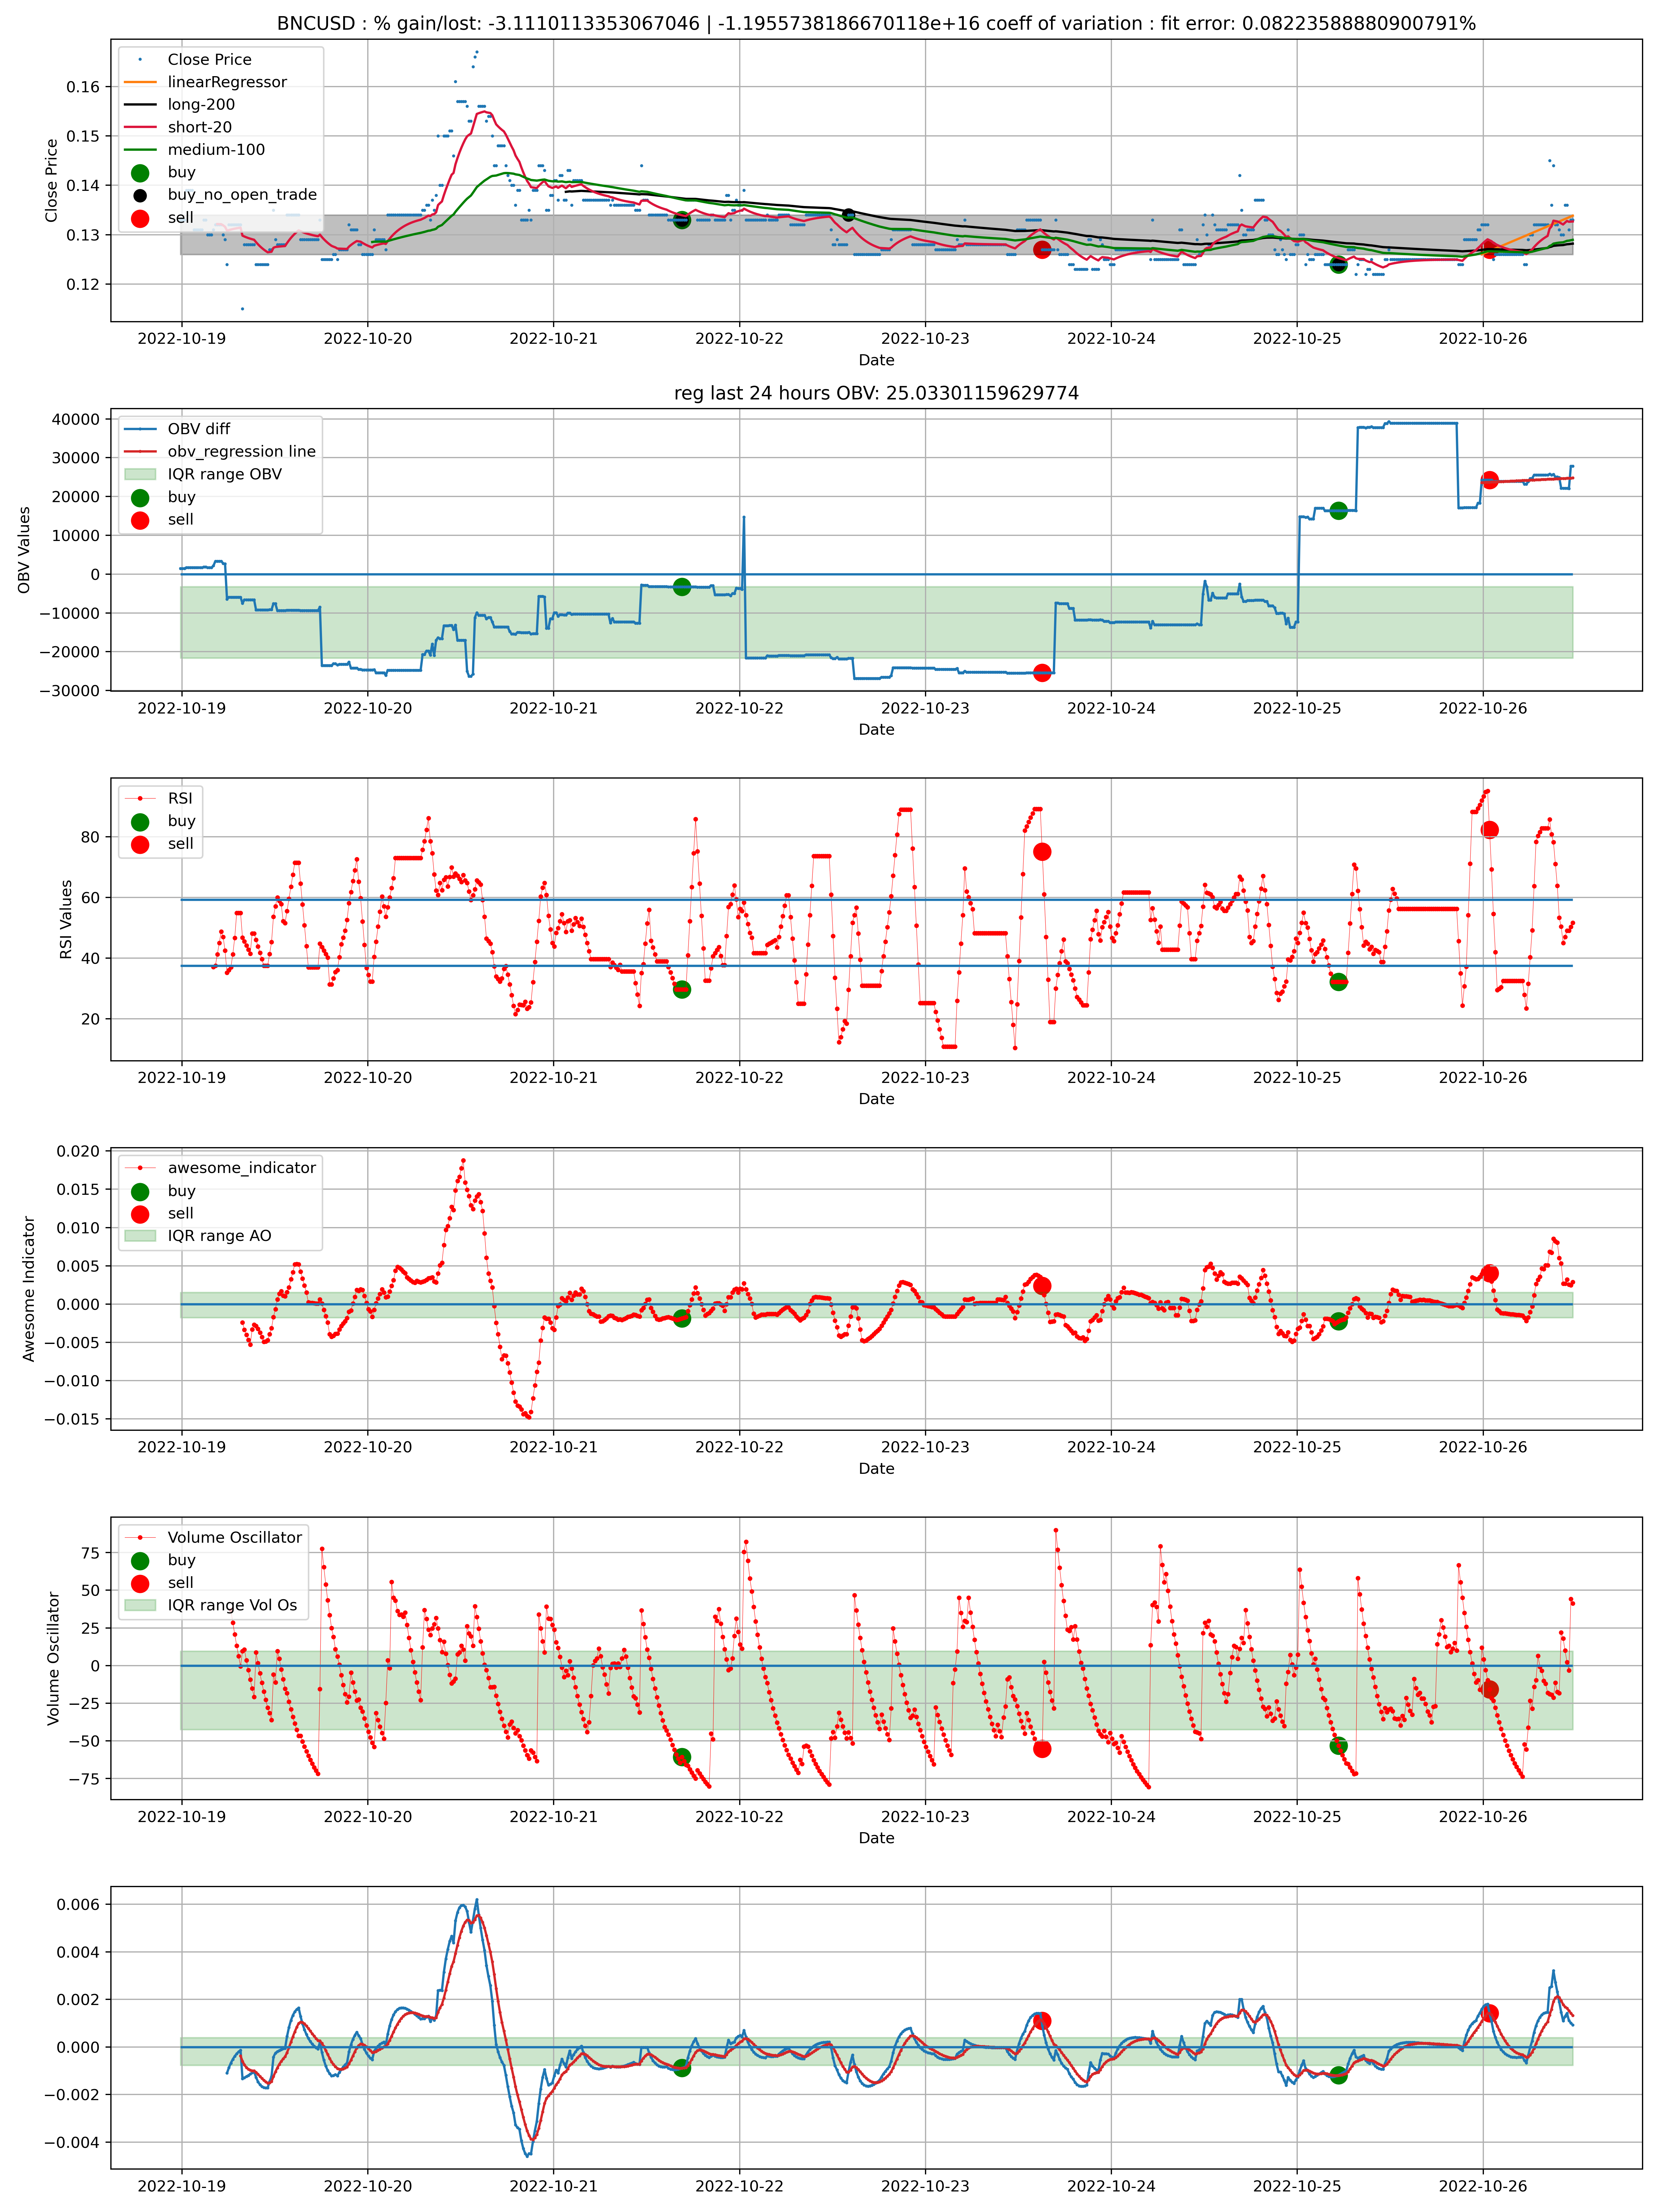 BNCUSD : % gain/lost: -3.1110113353067046 | -1.1955738186670118e+16 coeff of variation : fit error: 0.08223588880900791%
Close Price
linearRegressor
long-200
short-20
medium-100
buy
buy_no_open_trade
sell
Close Price
0.16
0.15
0.14
0.13
0.12
2022-10-19 2022-10-20 2022-10-21 2022-10-22 2022-10-23 2022-10-24 2022-10-25 2022-10-26
Date
reg last 24 hours OBV: 25.03301159629774
OBV diff
obv_regression line
IQR range OBV
buy
sell
OBV Values
40000
30000
20000
10000
0
−10000
−20000
−30000
2022-10-19 2022-10-20 2022-10-21 2022-10-22 2022-10-23 2022-10-24 2022-10-25 2022-10-26
Date
RSI
buy
sell
RSI Values
80
60
40
20
2022-10-19 2022-10-20 2022-10-21 2022-10-22 2022-10-23 2022-10-24 2022-10-25 2022-10-26
Date
awesome_indicator
buy
sell
IQR range AO
Awesome Indicator
0.020
0.015
0.010
0.005
0.000
−0.005
−0.010
−0.015
2022-10-19 2022-10-20 2022-10-21 2022-10-22 2022-10-23 2022-10-24 2022-10-25 2022-10-26
Date
Volume Oscillator
buy
sell
IQR range Vol Os
Volume Oscillator
75
50
25
0
−25
−50
−75
2022-10-19 2022-10-20 2022-10-21 2022-10-22 2022-10-23 2022-10-24 2022-10-25 2022-10-26
Date
0.006
0.004
0.002
0.000
−0.002
−0.004
2022-10-19 2022-10-20 2022-10-21 2022-10-22 2022-10-23 2022-10-24 2022-10-25 2022-10-26